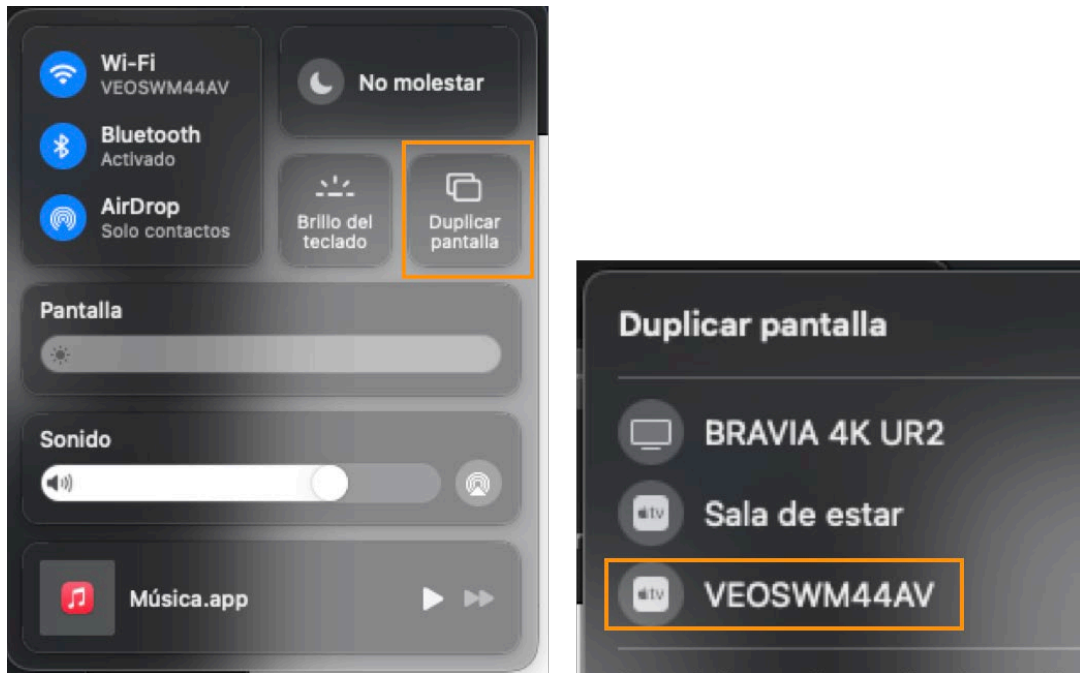 Wi-Fi
VEOSWM44AV
Bluetooth
Activado
AirDrop
Solo contactos
No molestar
Brillo del
teclado
Duplicar
pantalla
Pantalla
Sonido
Música.app
Duplicar pantalla
BRAVIA 4K UR2
tv
Sala de estar
tv
VEOSWM44AV